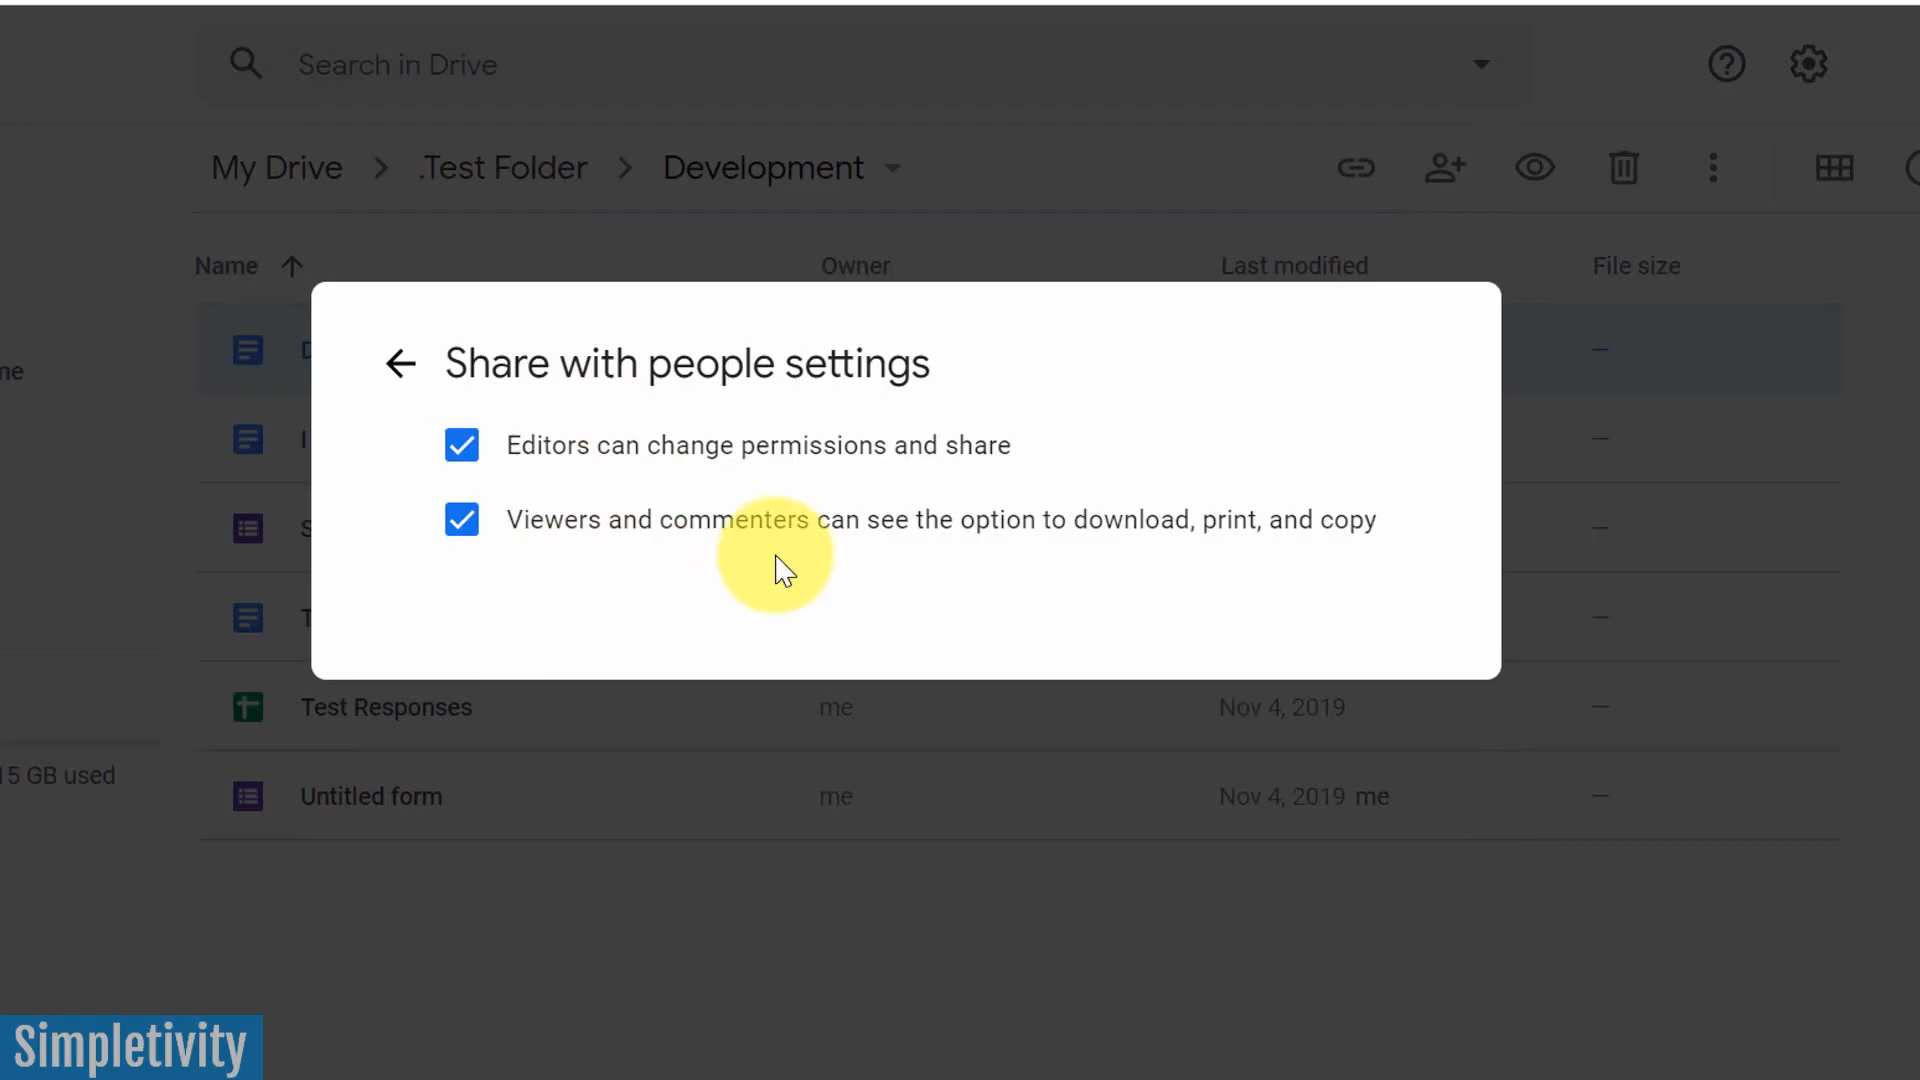 Search in Drive
My Drive > .Test Folder > Development
Name Owner Last modified File size
Share with people settings
Editors can change permissions and share
Viewers and commenters can see the option to download, print, and copy
me
D
I
S
T
Test Responses me Nov 4, 2019 —
15 GB used
Untitled form me Nov 4, 2019 me —
Simpletivity